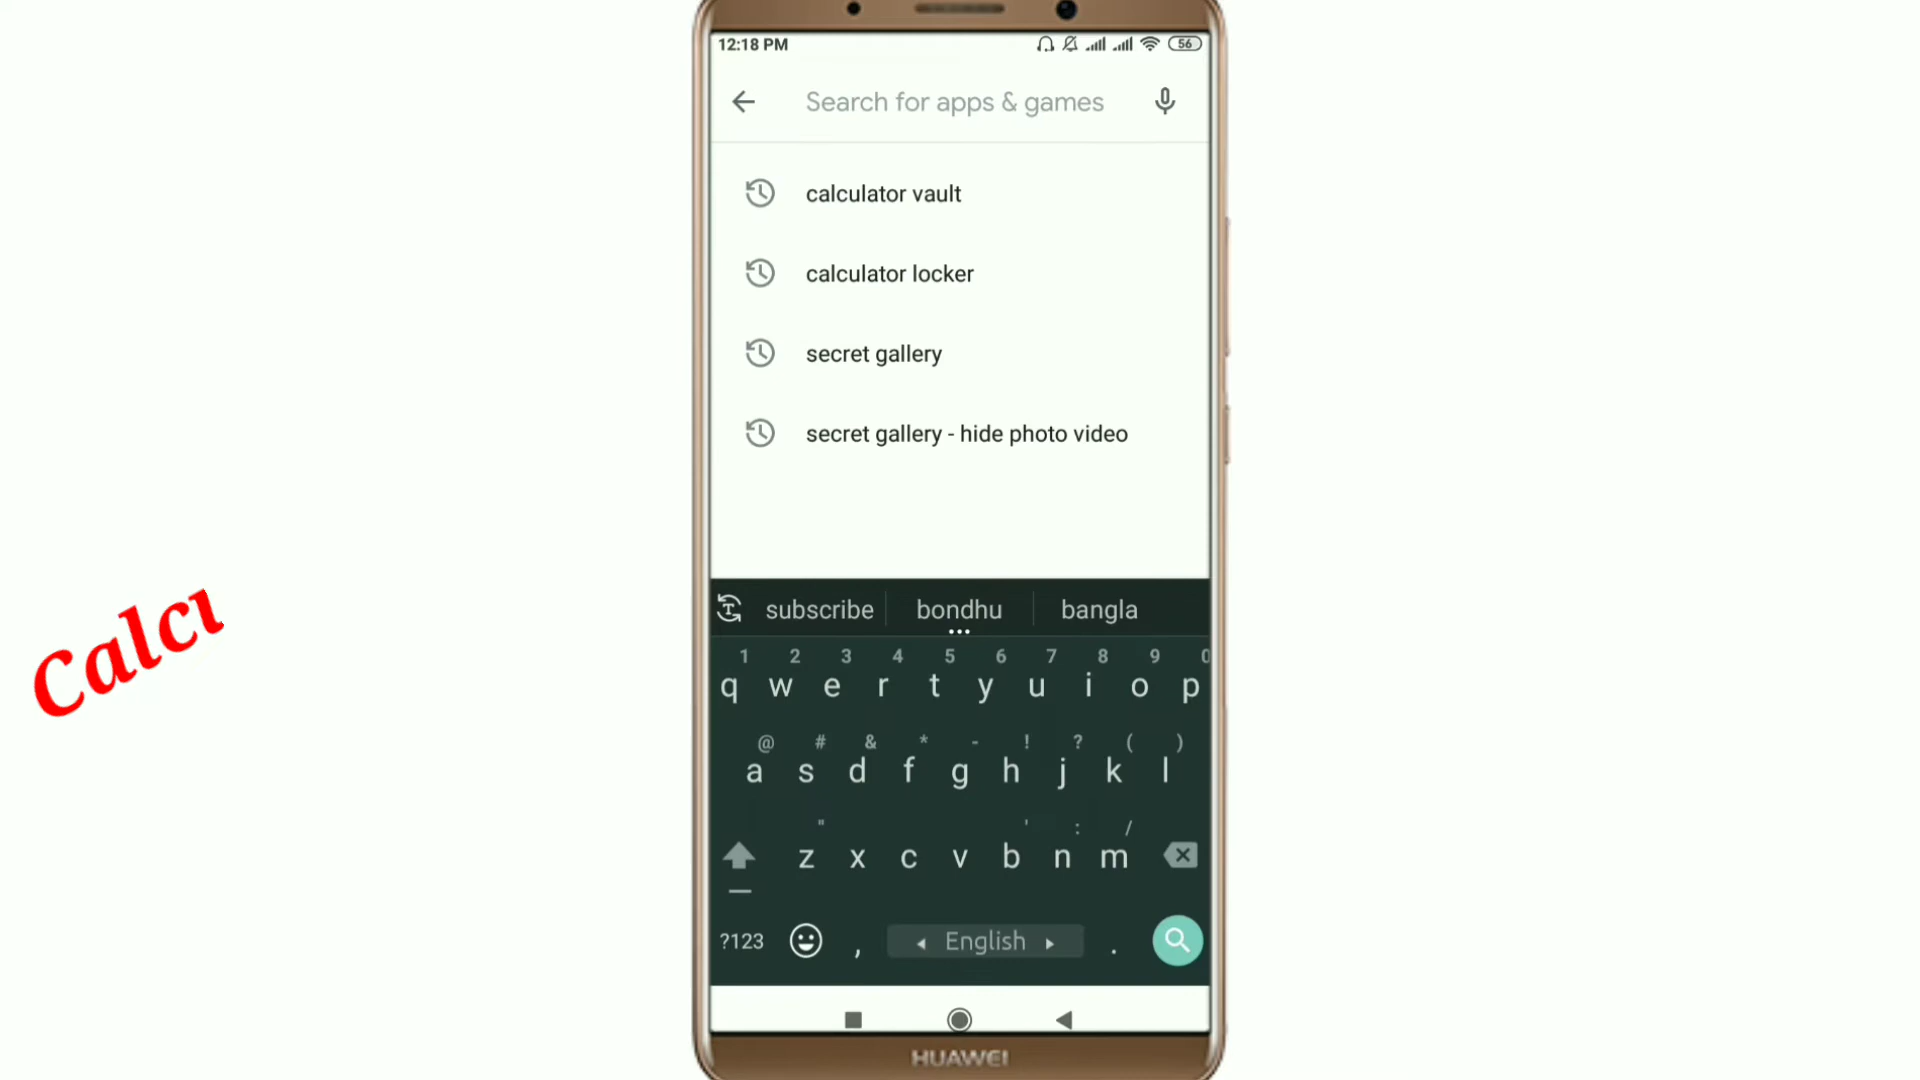 12:18 PM
56
Search for apps & games
calculator vault
calculator locker
secret gallery
secret gallery - hide photo video
Calcı
subscribe bondhu bangla
1 2 3 4 5 6 7 8 9 0
q w e r t y u i o p
@ # & * - ! ? ( )
a s d f g h j k l
" ' : /
z x c v b n m
?123 , English .
HUAWEI